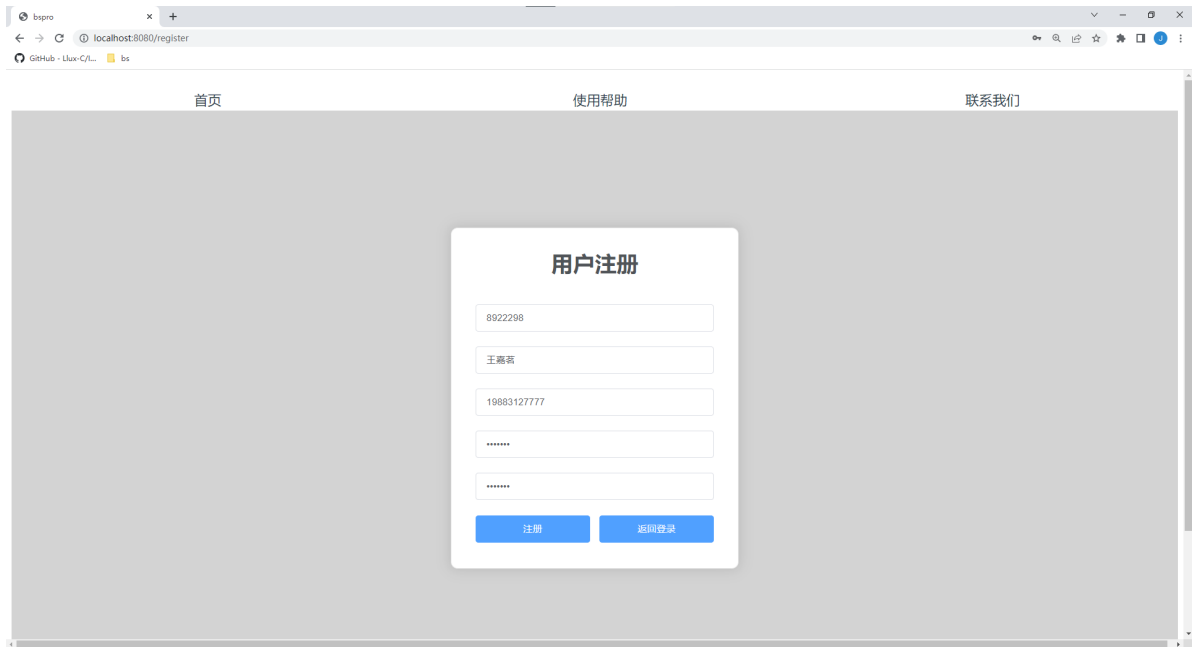 bspro
localhost:8080/register
GitHub - Llux-C/I... bs
首页 使用帮助 联系我们
用户注册
8922298
王嘉茗
19883127777
•••••••
•••••••
注册 返回登录